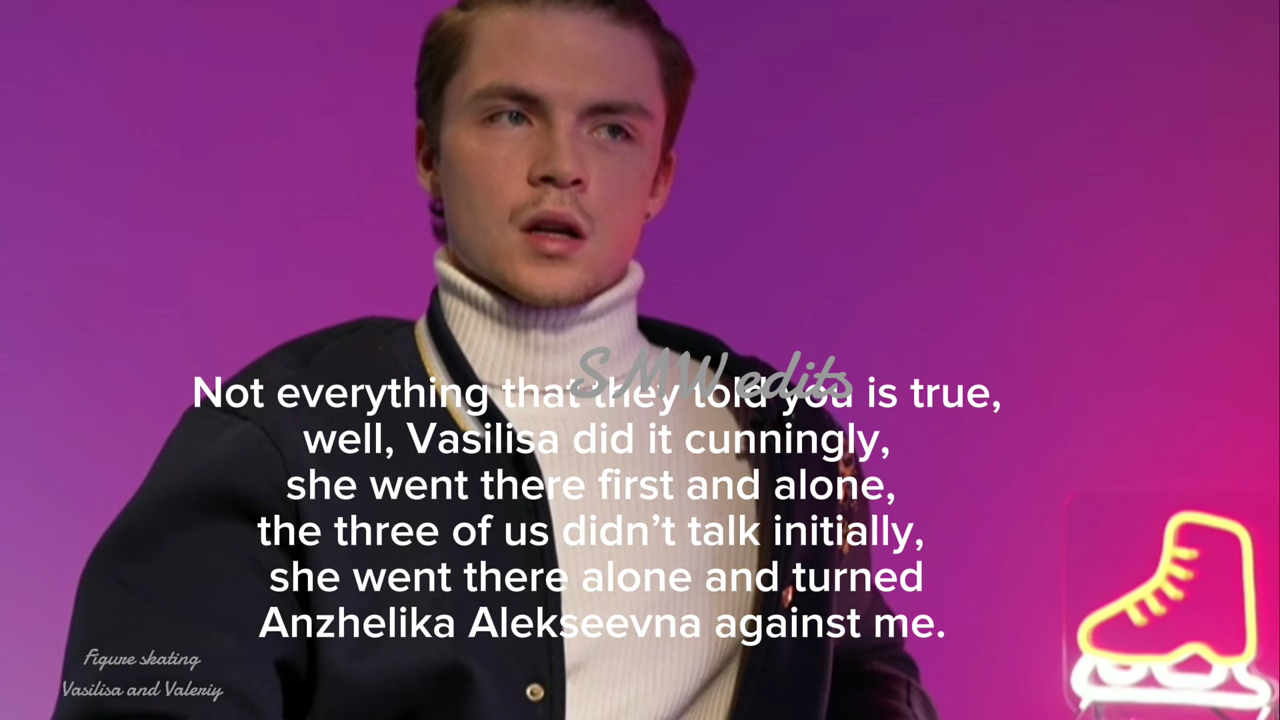 SMW edits
Not everything that they told you is true,
well, Vasilisa did it cunningly,
she went there first and alone,
the three of us didn’t talk initially,
she went there alone and turned
Anzhelika Alekseevna against me.
Figure skating
Vasilisa and Valeriy